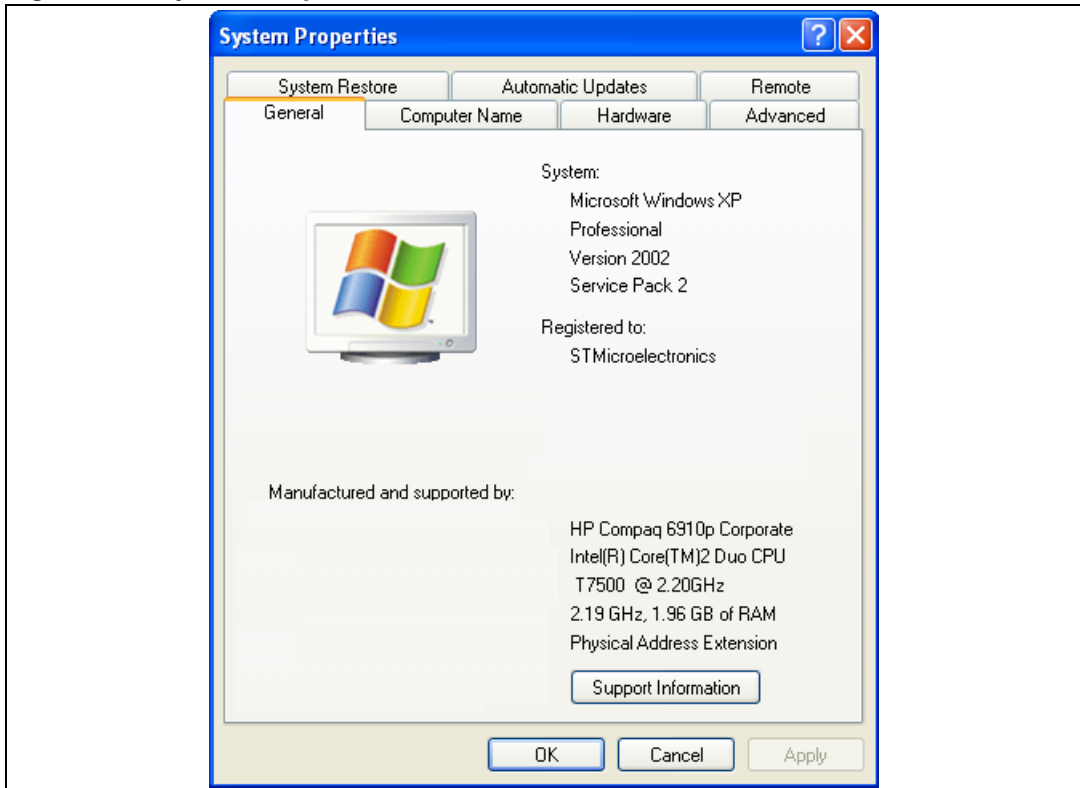 System Properties
System Restore Automatic Updates Remote
General Computer Name Hardware Advanced
System:
Microsoft Windows XP
Professional
Version 2002
Service Pack 2
Registered to:
STMicroelectronics
Manufactured and supported by:
HP Compaq 6910p Corporate
Intel(R) Core(TM)2 Duo CPU
T7500 @ 2.20GHz
2.19 GHz, 1.96 GB of RAM
Physical Address Extension
Support Information
OK Cancel Apply